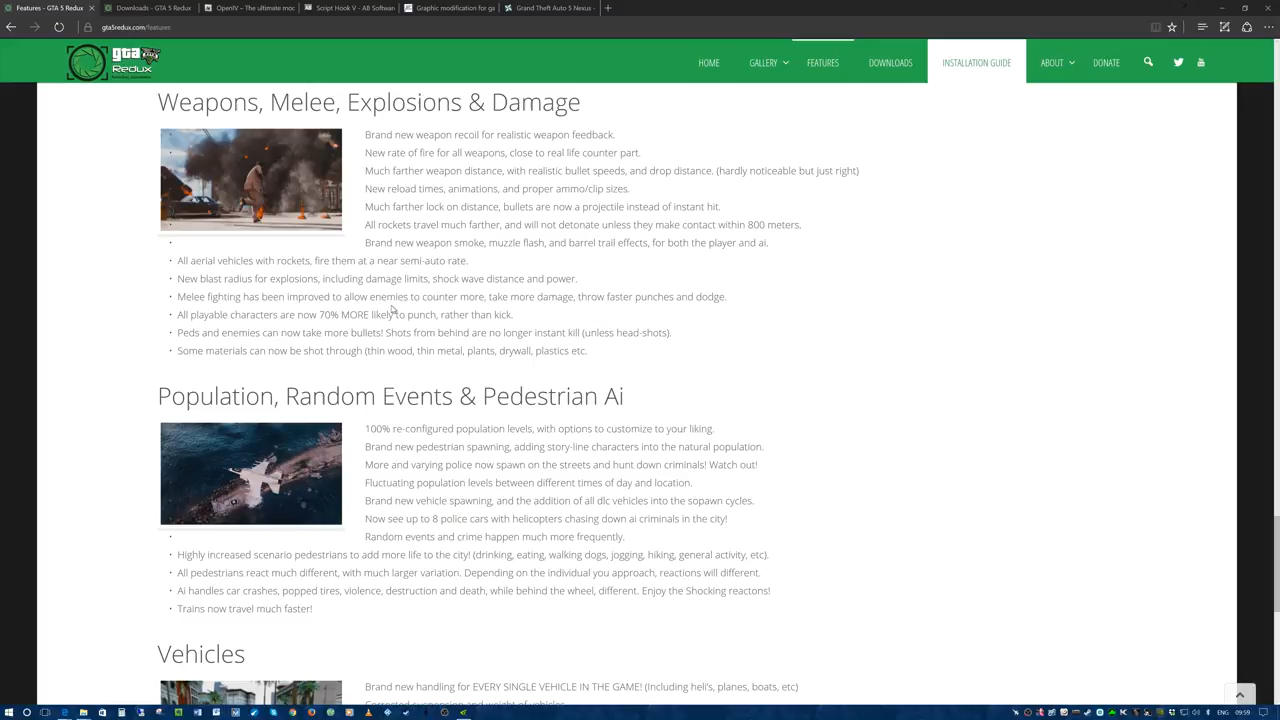 Features - GTA 5 Redux
Downloads - GTA 5 Redux
OpenIV – The ultimate mod
Script Hook V - AB Softwar
Graphic modification for ga
Grand Theft Auto 5 Nexus -
gta5redux.com/features
gta
Redux
HOME
GALLERY
FEATURES
DOWNLOADS
INSTALLATION GUIDE
ABOUT
DONATE
Weapons, Melee, Explosions & Damage
Brand new weapon recoil for realistic weapon feedback.
New rate of fire for all weapons, close to real life counter part.
Much farther weapon distance, with realistic bullet speeds, and drop distance. (hardly noticeable but just right)
New reload times, animations, and proper ammo/clip sizes.
Much farther lock on distance, bullets are now a projectile instead of instant hit.
All rockets travel much farther, and will not detonate unless they make contact within 800 meters.
Brand new weapon smoke, muzzle flash, and barrel trail effects, for both the player and ai.
All aerial vehicles with rockets, fire them at a near semi-auto rate.
New blast radius for explosions, including damage limits, shock wave distance and power.
Melee fighting has been improved to allow enemies to counter more, take more damage, throw faster punches and dodge.
All playable characters are now 70% MORE likely to punch, rather than kick.
Peds and enemies can now take more bullets! Shots from behind are no longer instant kill (unless head-shots).
Some materials can now be shot through (thin wood, thin metal, plants, drywall, plastics etc.
Population, Random Events & Pedestrian Ai
100% re-configured population levels, with options to customize to your liking.
Brand new pedestrian spawning, adding story-line characters into the natural population.
More and varying police now spawn on the streets and hunt down criminals! Watch out!
Fluctuating population levels between different times of day and location.
Brand new vehicle spawning, and the addition of all dlc vehicles into the sopawn cycles.
Now see up to 8 police cars with helicopters chasing down ai criminals in the city!
Random events and crime happen much more frequently.
Highly increased scenario pedestrians to add more life to the city! (drinking, eating, walking dogs, jogging, hiking, general activity, etc).
All pedestrians react much different, with much larger variation. Depending on the individual you approach, reactions will different.
Ai handles car crashes, popped tires, violence, destruction and death, while behind the wheel, different. Enjoy the Shocking reactons!
Trains now travel much faster!
Vehicles
Brand new handling for EVERY SINGLE VEHICLE IN THE GAME! (Including heli's, planes, boats, etc)
Corrected suspension and weight of vehicles.
ENG
09:59